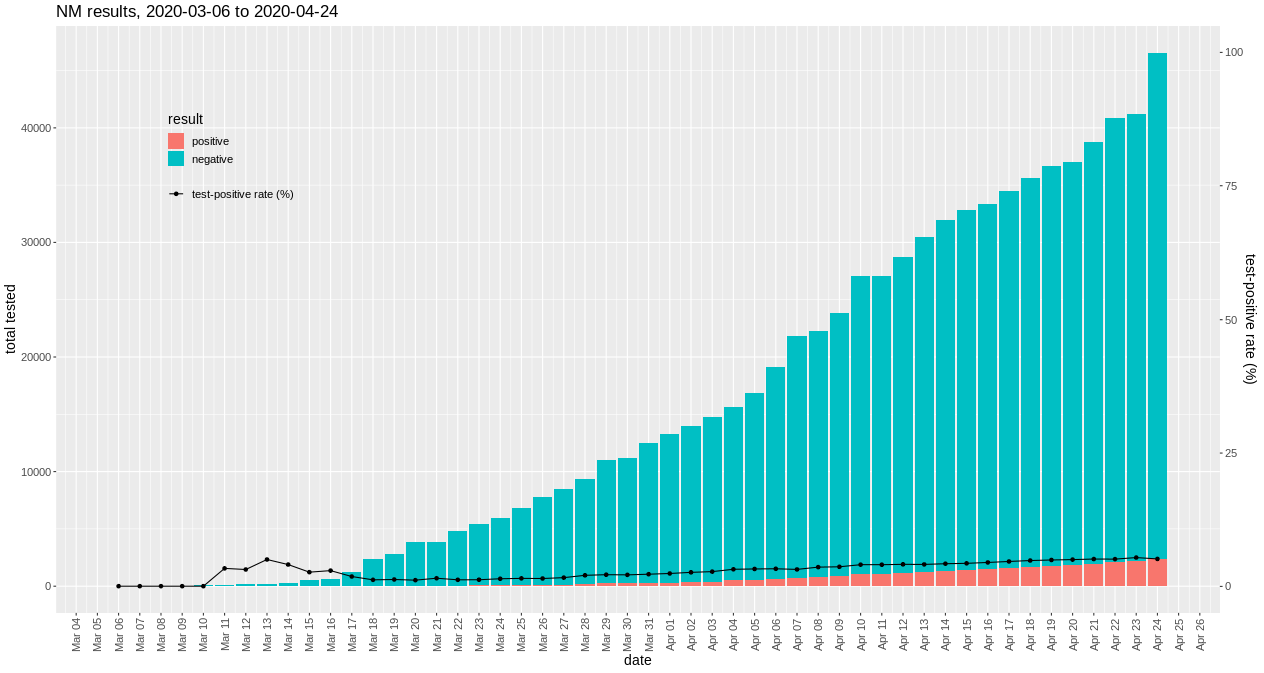 NM results, 2020-03-06 to 2020-04-24
result
positive
negative
test-positive rate (%)
total tested
40000
30000
20000
10000
0
100
75
50
25
0
test-positive rate (%)
Mar 04
Mar 05
Mar 06
Mar 07
Mar 08
Mar 09
Mar 10
Mar 11
Mar 12
Mar 13
Mar 14
Mar 15
Mar 16
Mar 17
Mar 18
Mar 19
Mar 20
Mar 21
Mar 22
Mar 23
Mar 24
Mar 25
Mar 26
Mar 27
Mar 28
Mar 29
Mar 30
Mar 31
Apr 01
Apr 02
Apr 03
Apr 04
Apr 05
Apr 06
Apr 07
Apr 08
Apr 09
Apr 10
Apr 11
Apr 12
Apr 13
Apr 14
Apr 15
Apr 16
Apr 17
Apr 18
Apr 19
Apr 20
Apr 21
Apr 22
Apr 23
Apr 24
Apr 25
Apr 26
date